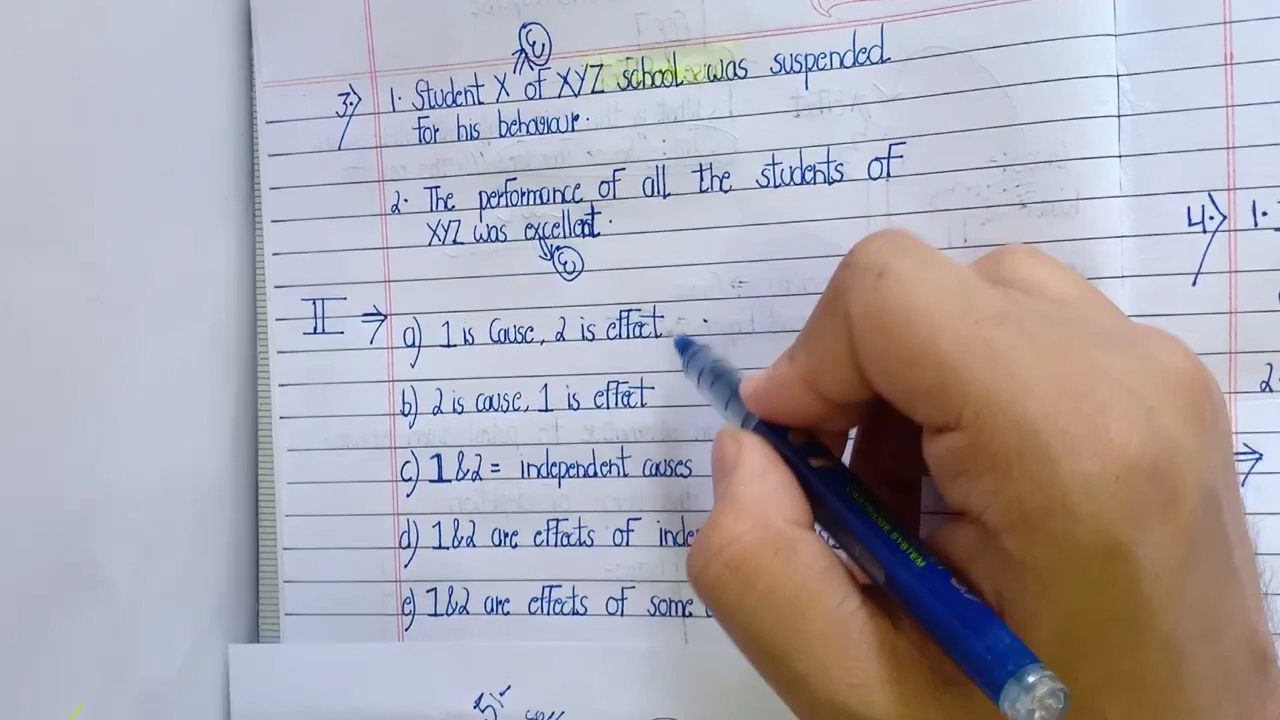 E
3.) 1. Student X of XYZ school was suspended
for his behaviour.
2. The performance of all the students of
XYZ was excellent.
E
II → a) 1 is Cause, 2 is effect
b) 2 is cause, 1 is effect
c) 1 & 2 = independent causes
d) 1 & 2 are effects of
e) 1 & 2 are effects of some
4.) 1.
2.